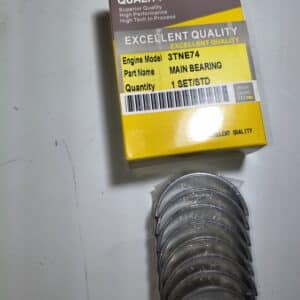 QUALITY
Superior Quality
High Performance
High Tech In Process
EXCELLENT QUALITY
EXCELLENT QUALITY
Engine Model 3TNE74
Part Name MAIN BEARING
Quantity 1 SET/STD
EXCELLENT QUALITY